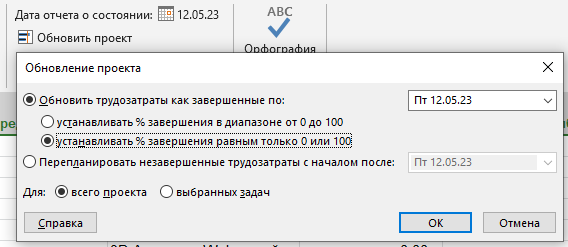 Дата отчета о состоянии: 12.05.23
ABC
Обновить проект
Орфография
Обновление проекта
Обновить трудозатраты как завершенные по: Пт 12.05.23
устанавливать % завершения в диапазоне от 0 до 100
устанавливать % завершения равным только 0 или 100
Перепланировать незавершенные трудозатраты с началом после: Пт 12.05.23
Для: всего проекта выбранных задач
Справка ОК Отмена